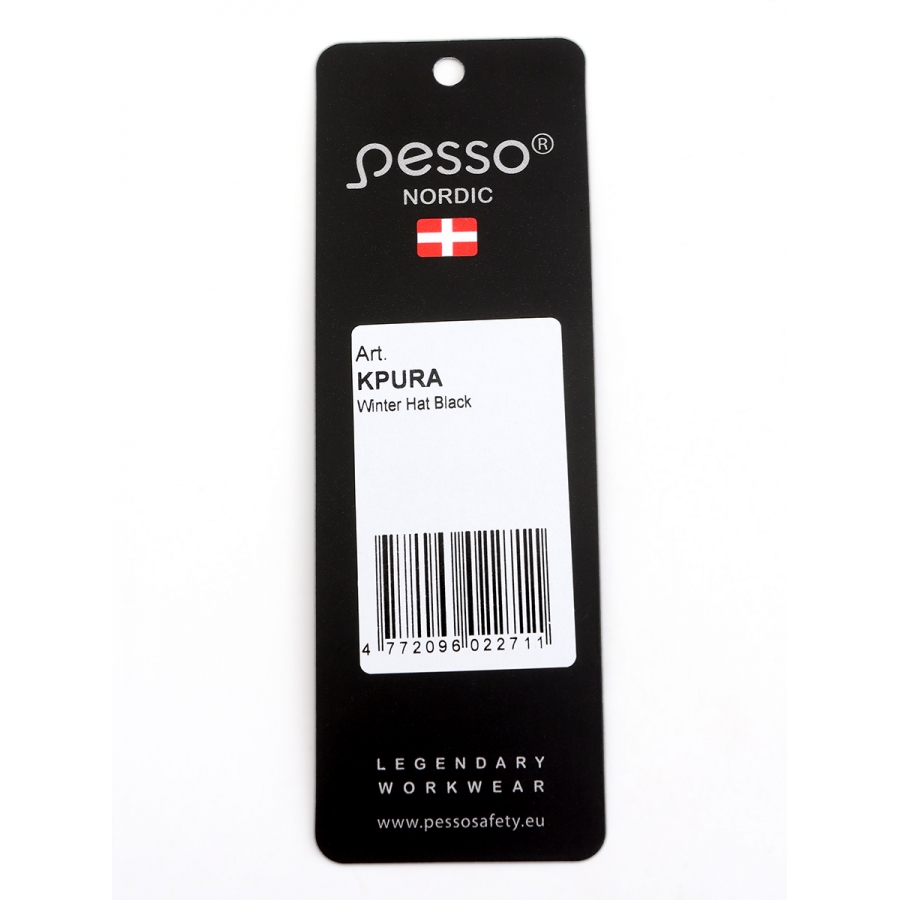 pesso®
NORDIC
Art.
KPURA
Winter Hat Black
4 772096 022711
LEGENDARY
WORKWEAR
www.pessosafety.eu